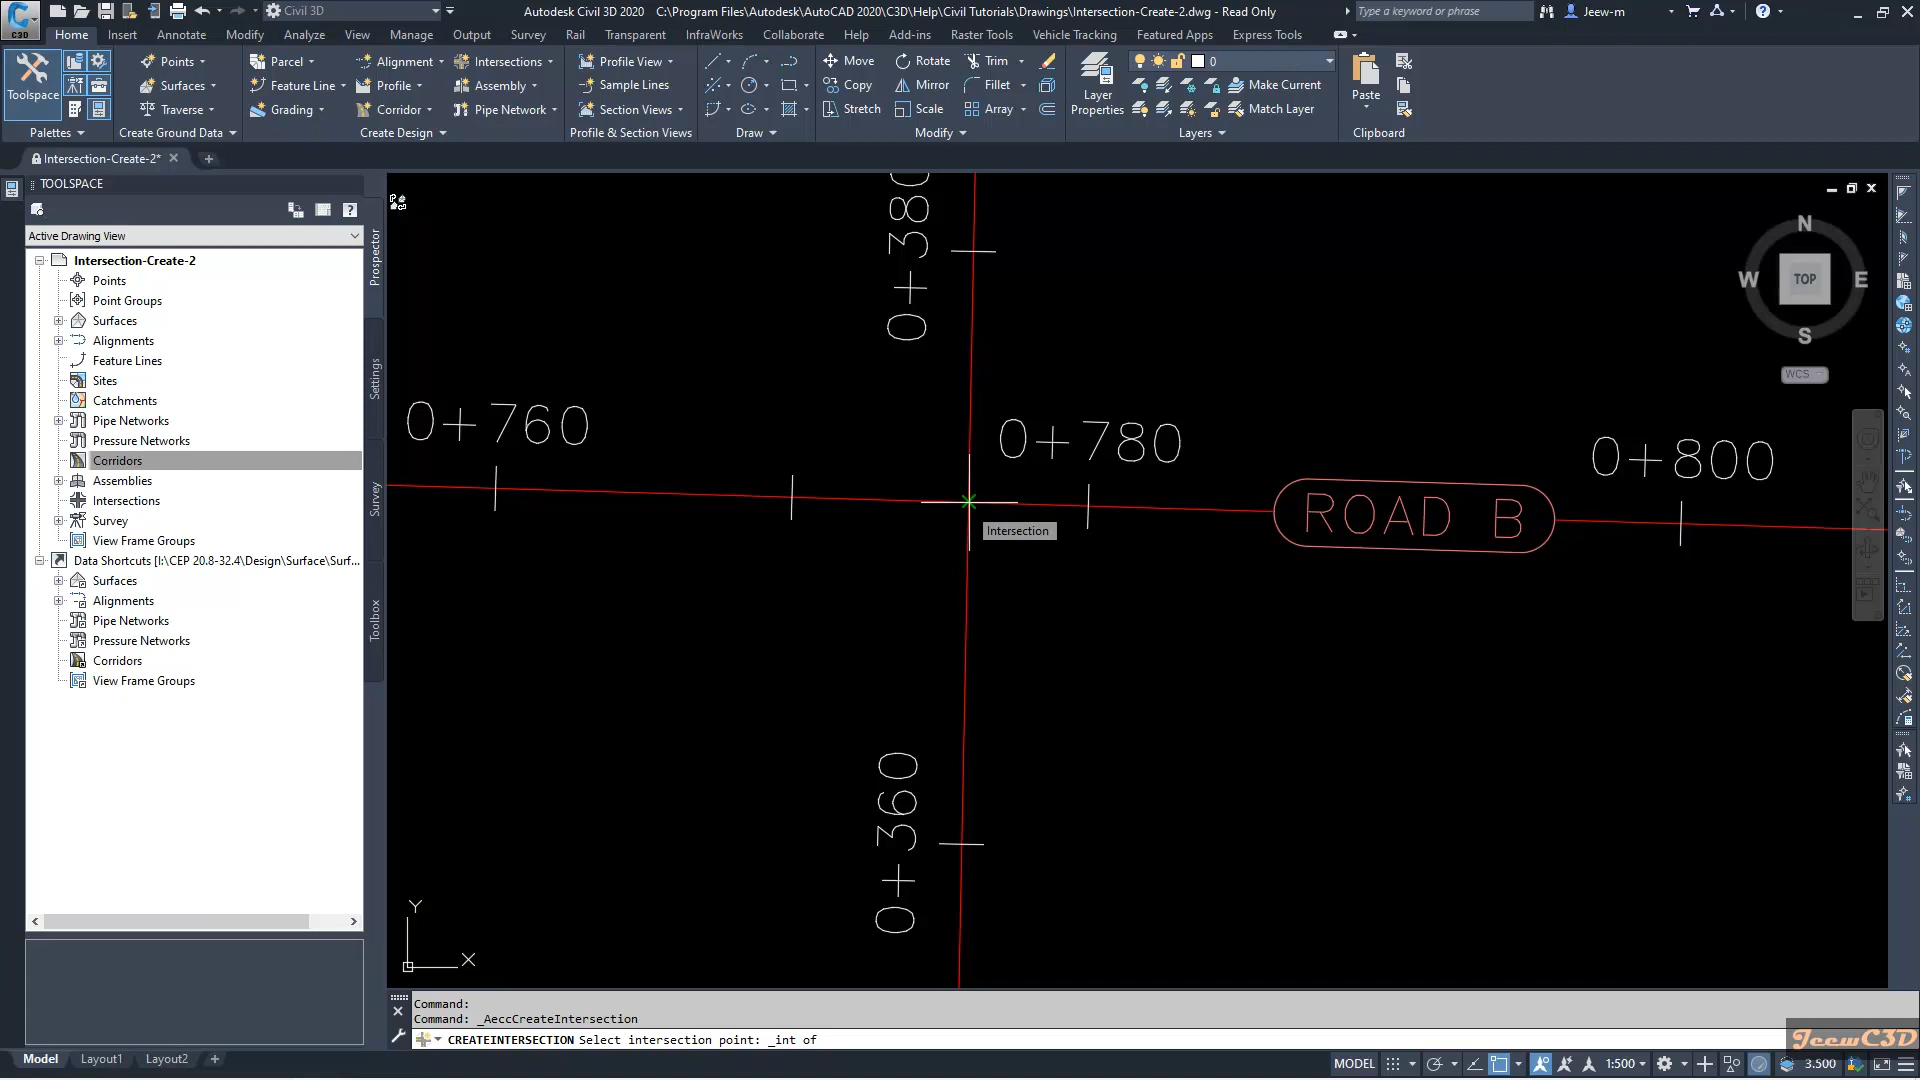 Civil 3D
Autodesk Civil 3D 2020 C:\Program Files\Autodesk\AutoCAD 2020\C3D\Help\Civil Tutorials\Drawings\Intersection-Create-2.dwg - Read Only
Type a keyword or phrase
Jeew-m
C3D
Home Insert Annotate Modify Analyze View Manage Output Survey Rail Transparent InfraWorks Collaborate Help Add-ins Raster Tools Vehicle Tracking Featured Apps Express Tools
Toolspace
Points
Surfaces
Traverse
Parcel
Feature Line
Grading
Alignment
Profile
Corridor
Intersections
Assembly
Pipe Network
Profile View
Sample Lines
Section Views
Move
Copy
Stretch
Rotate
Mirror
Scale
Trim
Fillet
Array
Layer
Properties
0
Make Current
Match Layer
Paste
Palettes
Create Ground Data
Create Design
Profile & Section Views
Draw
Modify
Layers
Clipboard
Intersection-Create-2*
TOOLSPACE
Active Drawing View
Intersection-Create-2
Points
Point Groups
Surfaces
Alignments
Feature Lines
Sites
Catchments
Pipe Networks
Pressure Networks
Corridors
Assemblies
Intersections
Survey
View Frame Groups
Data Shortcuts [I:\CEP 20.8-32.4\Design\Surface\Surf...
Surfaces
Alignments
Pipe Networks
Pressure Networks
Corridors
View Frame Groups
Prospector
Settings
Survey
Toolbox
0+380
0+760
0+780
0+800
ROAD B
Intersection
0+360
Y
X
N
W
TOP
E
S
WCS
Command:
Command: _AeccCreateIntersection
CREATEINTERSECTION Select intersection point: _int of
JeewC3D
Model Layout1 Layout2
MODEL
1:500
3.500